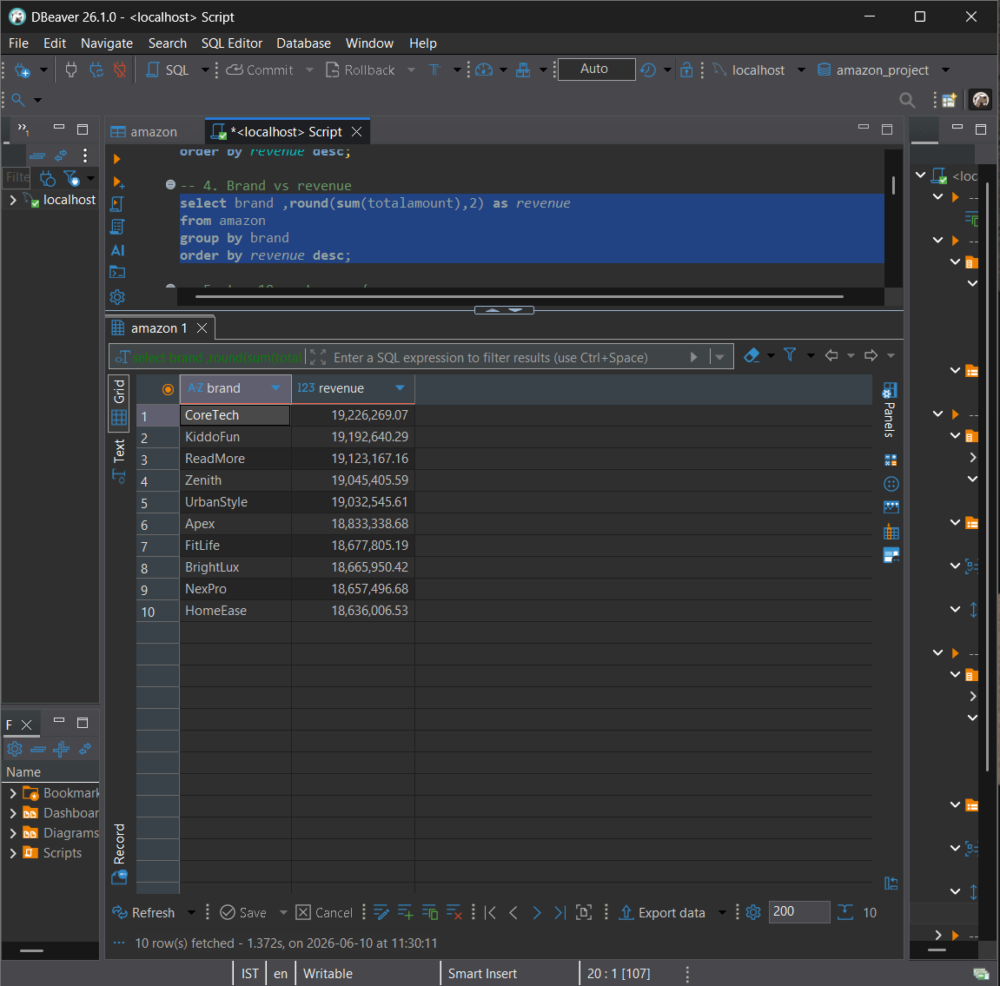 DBeaver 26.1.0 - <localhost> Script
File Edit Navigate Search SQL Editor Database Window Help
SQL Commit Rollback T Auto localhost amazon_project
amazon *<localhost> Script
order by revenue desc;
-- 4. Brand vs revenue
select brand ,round(sum(totalamount),2) as revenue
from amazon
group by brand
order by revenue desc;
Filte
localhost
AI
<loc
amazon 1
select brand ,round(sum(total Enter a SQL expression to filter results (use Ctrl+Space)
Grid
Text
Record
Panels
AZ brand 123 revenue
1 CoreTech 19,226,269.07
2 KiddoFun 19,192,640.29
3 ReadMore 19,123,167.16
4 Zenith 19,045,405.59
5 UrbanStyle 19,032,545.61
6 Apex 18,833,338.68
7 FitLife 18,677,805.19
8 BrightLux 18,665,950.42
9 NexPro 18,657,496.68
10 HomeEase 18,636,006.53
F
Name
Bookmark
Dashboar
Diagrams
Scripts
Refresh Save Cancel Export data 200 10
10 row(s) fetched - 1.372s, on 2026-06-10 at 11:30:11
IST en Writable Smart Insert 20 : 1 [107]